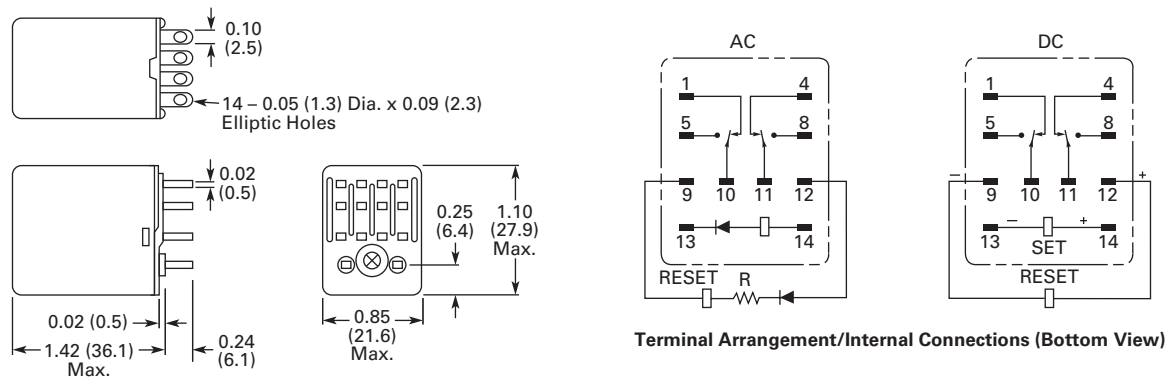 0.10
(2.5)
14 – 0.05 (1.3) Dia. x 0.09 (2.3)
Elliptic Holes
0.02
(0.5)
0.02 (0.5)
1.42 (36.1)
Max.
0.24
(6.1)
0.25
(6.4)
1.10
(27.9)
Max.
0.85
(21.6)
Max.
AC
1 4
5 8
9 10 11 12
13 14
RESET R
DC
1 4
5 8
– +
9 10 11 12
– +
13 14
SET
RESET
Terminal Arrangement/Internal Connections (Bottom View)